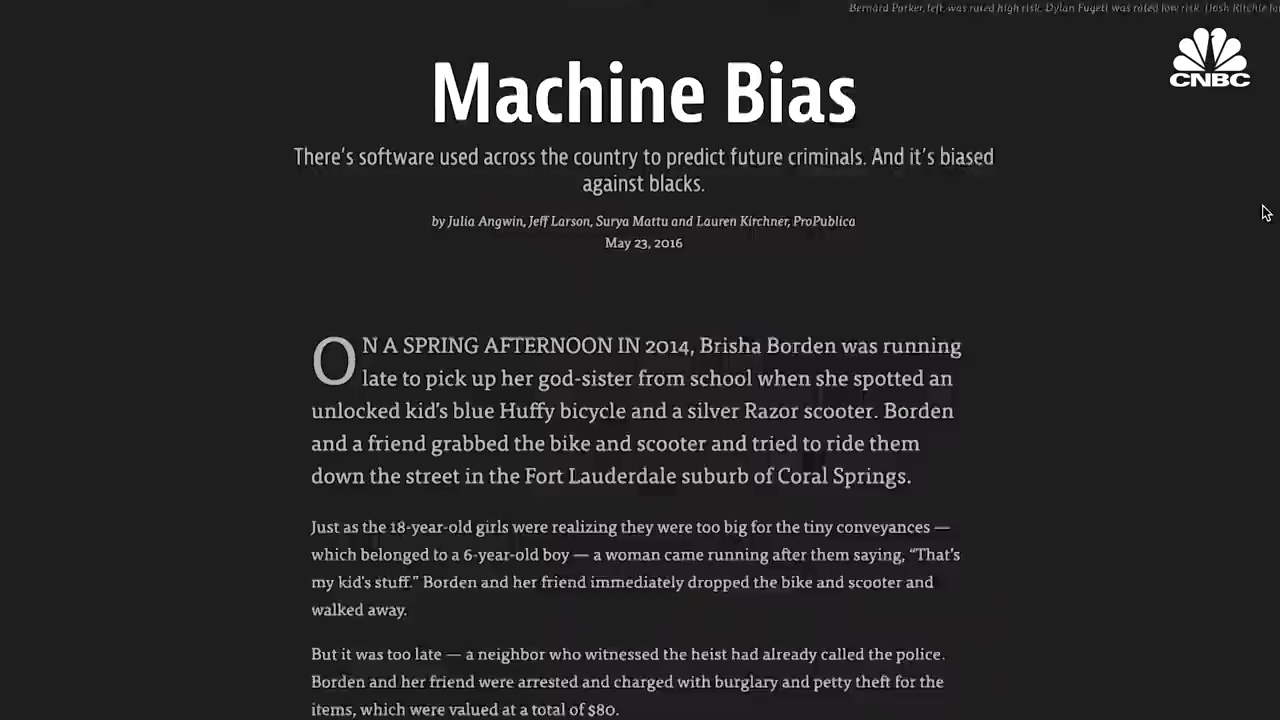 Bernard Parker, left, was rated high risk. Dylan Fugett was rated low risk. (Josh Ritchie for
CNBC
Machine Bias
There's software used across the country to predict future criminals. And it's biased
against blacks.
by Julia Angwin, Jeff Larson, Surya Mattu and Lauren Kirchner, ProPublica
May 23, 2016
ON A SPRING AFTERNOON IN 2014, Brisha Borden was running
late to pick up her god-sister from school when she spotted an
unlocked kid's blue Huffy bicycle and a silver Razor scooter. Borden
and a friend grabbed the bike and scooter and tried to ride them
down the street in the Fort Lauderdale suburb of Coral Springs.
Just as the 18-year-old girls were realizing they were too big for the tiny conveyances —
which belonged to a 6-year-old boy — a woman came running after them saying, “That's
my kid's stuff.” Borden and her friend immediately dropped the bike and scooter and
walked away.
But it was too late — a neighbor who witnessed the heist had already called the police.
Borden and her friend were arrested and charged with burglary and petty theft for the
items, which were valued at a total of $80.